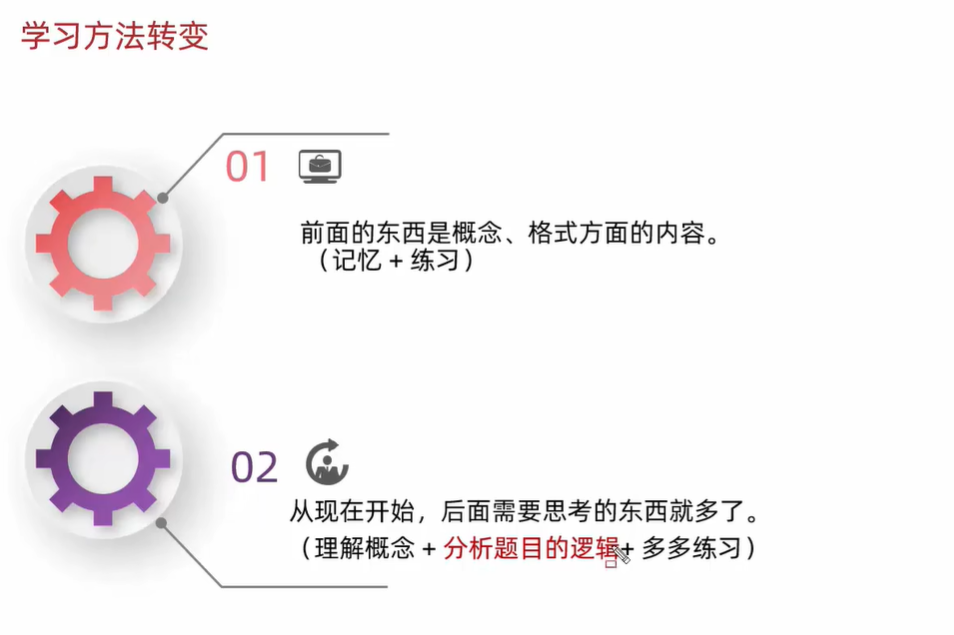 学习方法转变
01
前面的东西是概念、格式方面的内容。
（记忆 + 练习）
02
从现在开始，后面需要思考的东西就多了。
（理解概念 + 分析题目的逻辑+ 多多练习）